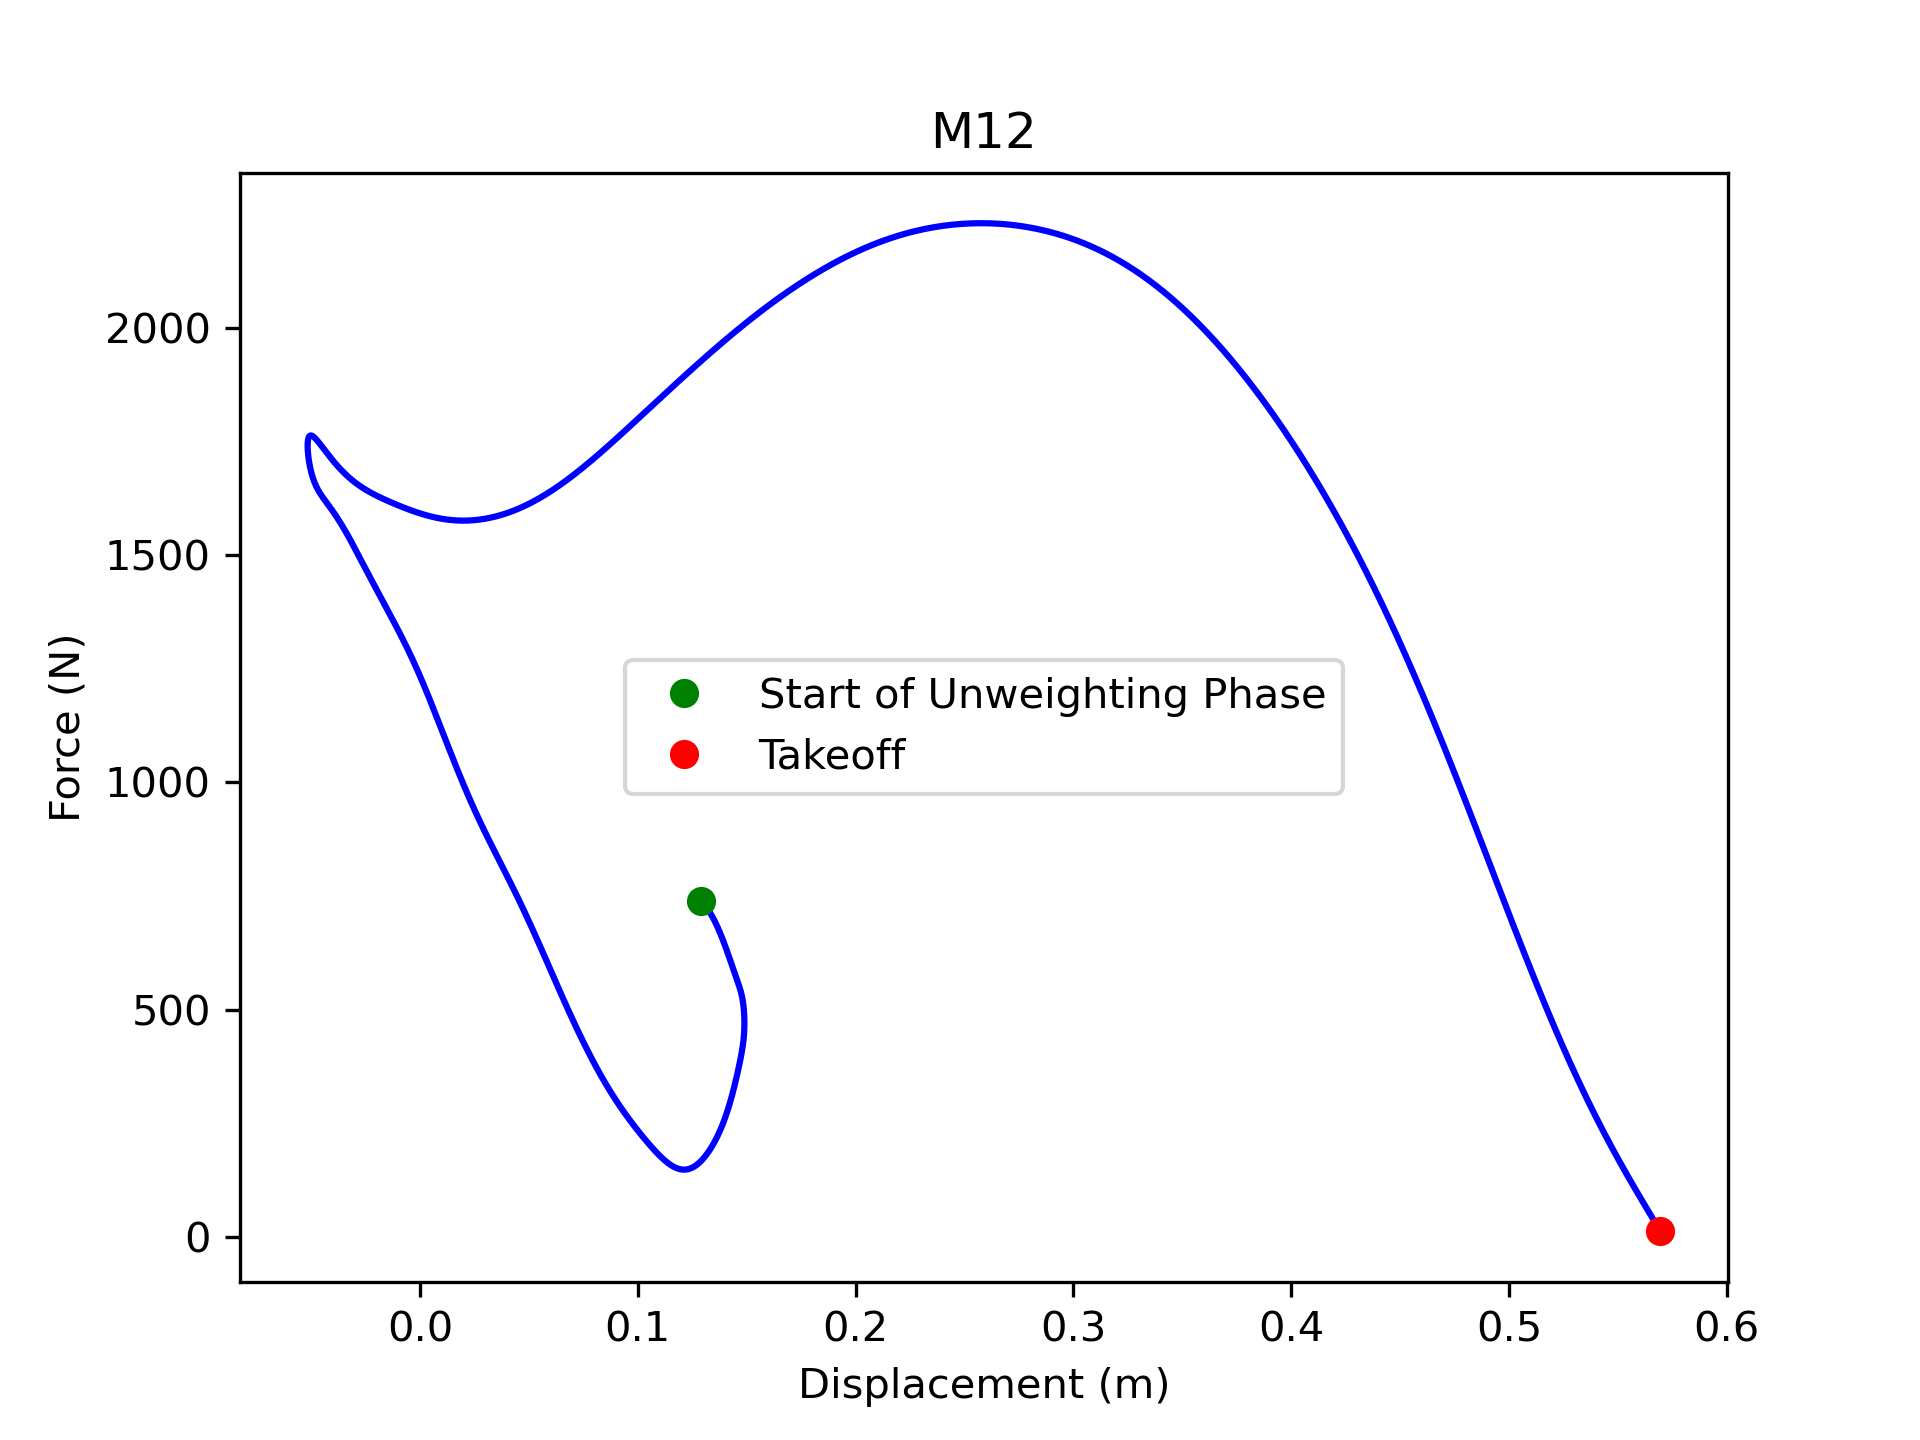 M12
Force (N)
2000
1500
1000
500
0
Start of Unweighting Phase
Takeoff
0.0 0.1 0.2 0.3 0.4 0.5 0.6
Displacement (m)